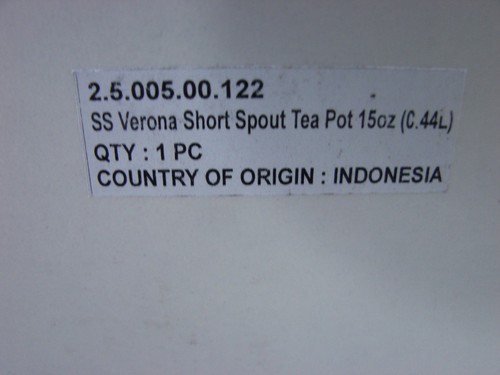 2.5.005.00.122
SS Verona Short Spout Tea Pot 15oz (0.44L)
QTY : 1 PC
COUNTRY OF ORIGIN : INDONESIA